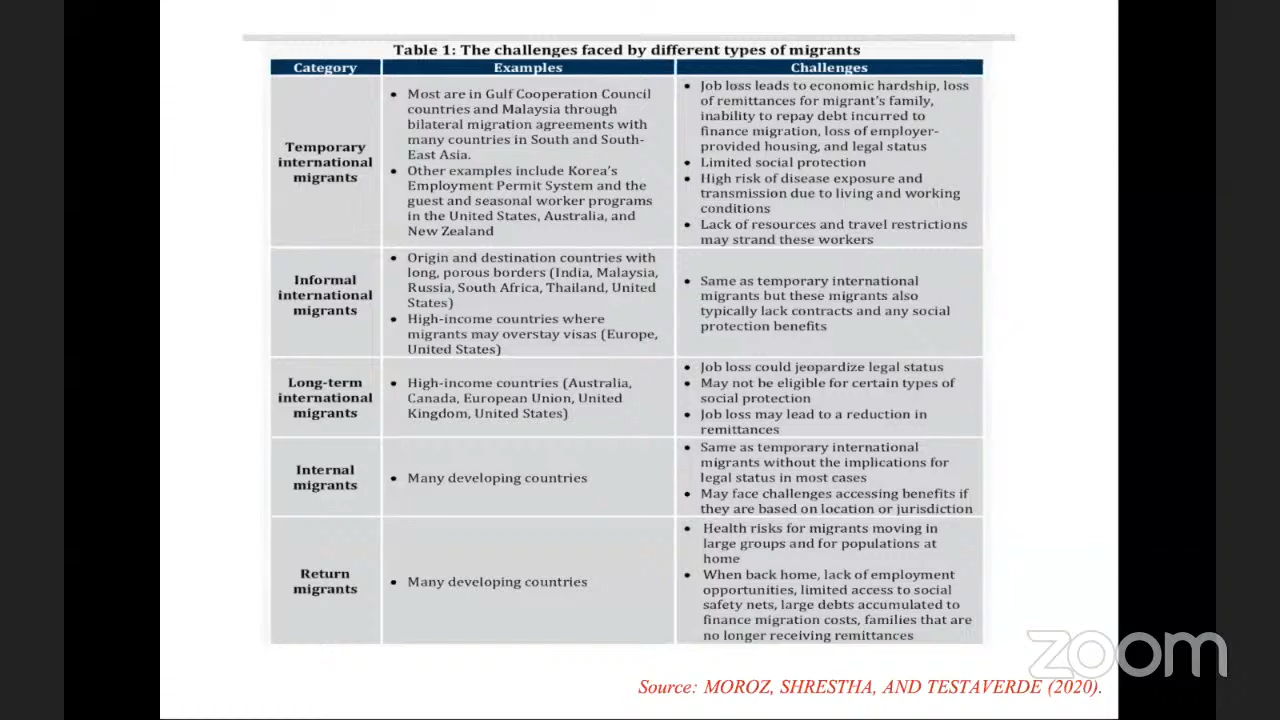 Table 1: The challenges faced by different types of migrants
Category
Examples
Challenges
Temporary
international
migrants
• Most are in Gulf Cooperation Council
countries and Malaysia through
bilateral migration agreements with
many countries in South and South-
East Asia.
• Other examples include Korea's
Employment Permit System and the
guest and seasonal worker programs
in the United States, Australia, and
New Zealand
• Job loss leads to economic hardship, loss
of remittances for migrant's family,
inability to repay debt incurred to
finance migration, loss of employer-
provided housing, and legal status
• Limited social protection
• High risk of disease exposure and
transmission due to living and working
conditions
• Lack of resources and travel restrictions
may strand these workers
Informal
international
migrants
• Origin and destination countries with
long, porous borders (India, Malaysia,
Russia, South Africa, Thailand, United
States)
• High-income countries where
migrants may overstay visas (Europe,
United States)
• Same as temporary international
migrants but these migrants also
typically lack contracts and any social
protection benefits
Long-term
international
migrants
• High-income countries (Australia,
Canada, European Union, United
Kingdom, United States)
• Job loss could jeopardize legal status
• May not be eligible for certain types of
social protection
• Job loss may lead to a reduction in
remittances
Internal
migrants
• Many developing countries
• Same as temporary international
migrants without the implications for
legal status in most cases
• May face challenges accessing benefits if
they are based on location or jurisdiction
Return
migrants
• Many developing countries
• Health risks for migrants moving in
large groups and for populations at
home
• When back home, lack of employment
opportunities, limited access to social
safety nets, large debts accumulated to
finance migration costs, families that are
no longer receiving remittances
zoom
Source: MOROZ, SHRESTHA, AND TESTAVERDE (2020).